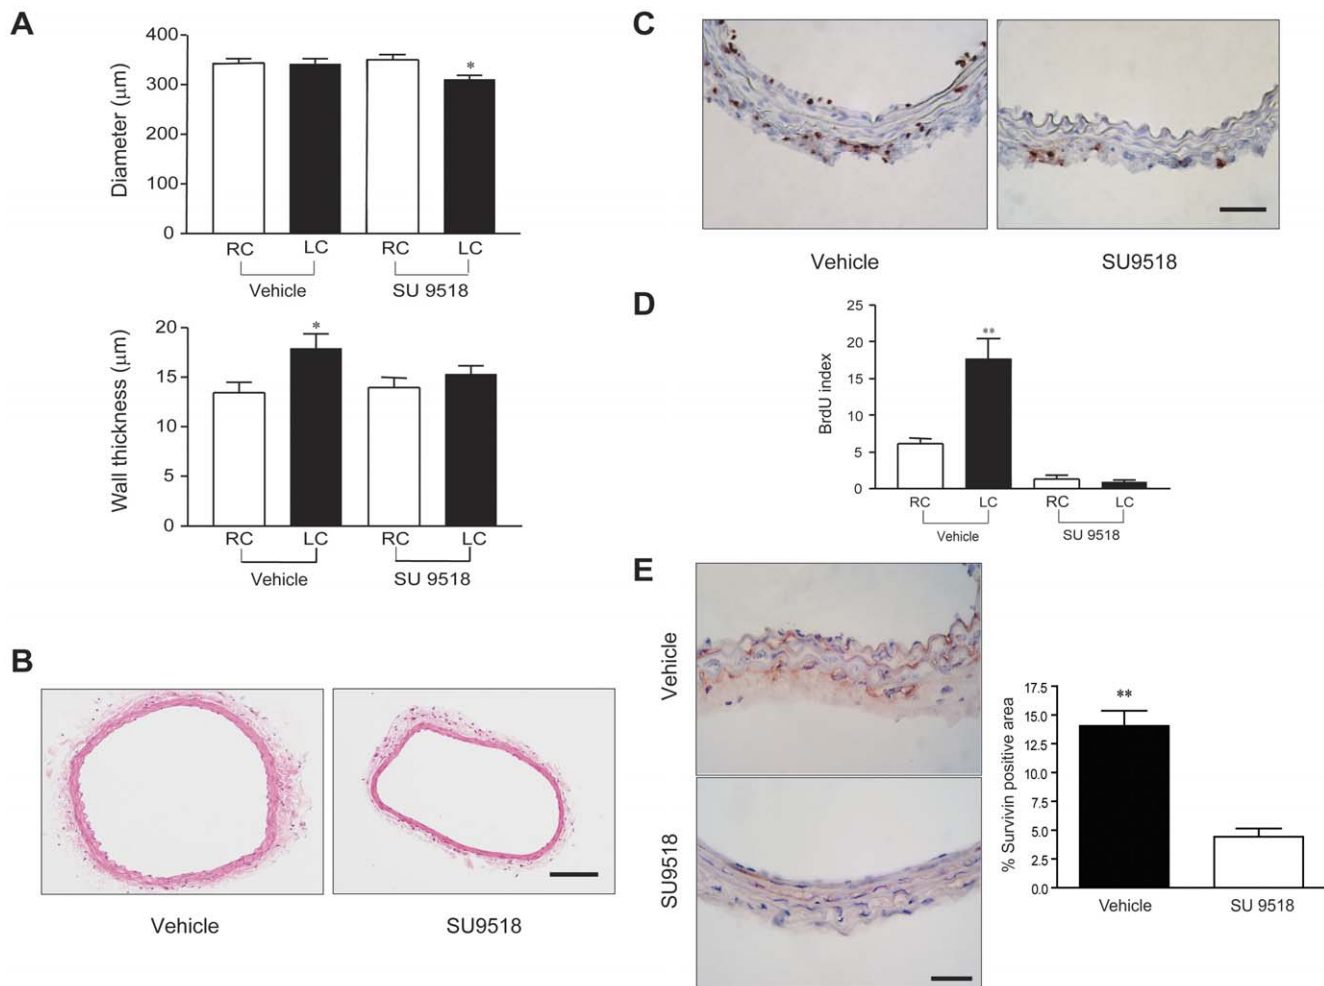 A
Diameter (μm)
400
300
200
100
0
RC LC RC LC
*
Vehicle SU 9518
Wall thickness (μm)
20
15
10
5
0
*
RC LC RC LC
Vehicle SU 9518
B
Vehicle SU9518
C
Vehicle SU9518
D
BrdU index
25
20
15
10
5
0
**
RC LC RC LC
Vehicle SU 9518
E
Vehicle
SU9518
% Survivin positive area
17.5
15.0
12.5
10.0
7.5
5.0
2.5
0.0
**
Vehicle SU 9518